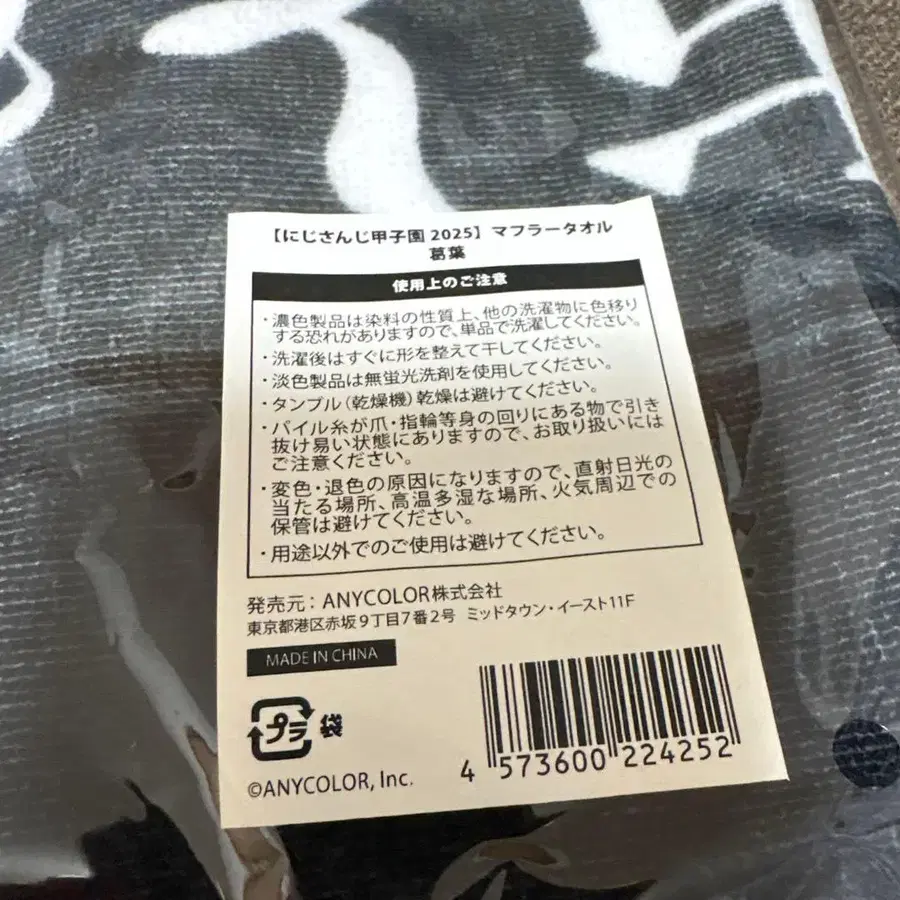 【にじさんじ甲子園 2025】マフラータオル
葛葉
使用上のご注意
・濃色製品は染料の性質上、他の洗濯物に色移り
する恐れがありますので、単品で洗濯してください。
・洗濯後はすぐに形を整えて干してください。
・淡色製品は無蛍光洗剤を使用してください。
・タンブル（乾燥機）乾燥は避けてください。
・パイル糸が爪・指輪等身の回りにある物で引き
抜け易い状態にありますので、お取り扱いには
ご注意ください。
・変色・退色の原因になりますので、直射日光の
当たる場所、高温多湿な場所、火気周辺での
保管は避けてください。
・用途以外でのご使用は避けてください。
発売元：ANYCOLOR株式会社
東京都港区赤坂9丁目7番2号 ミッドタウン・イースト11F
MADE IN CHINA
プラ 袋
©ANYCOLOR, Inc.
4 573600 224252